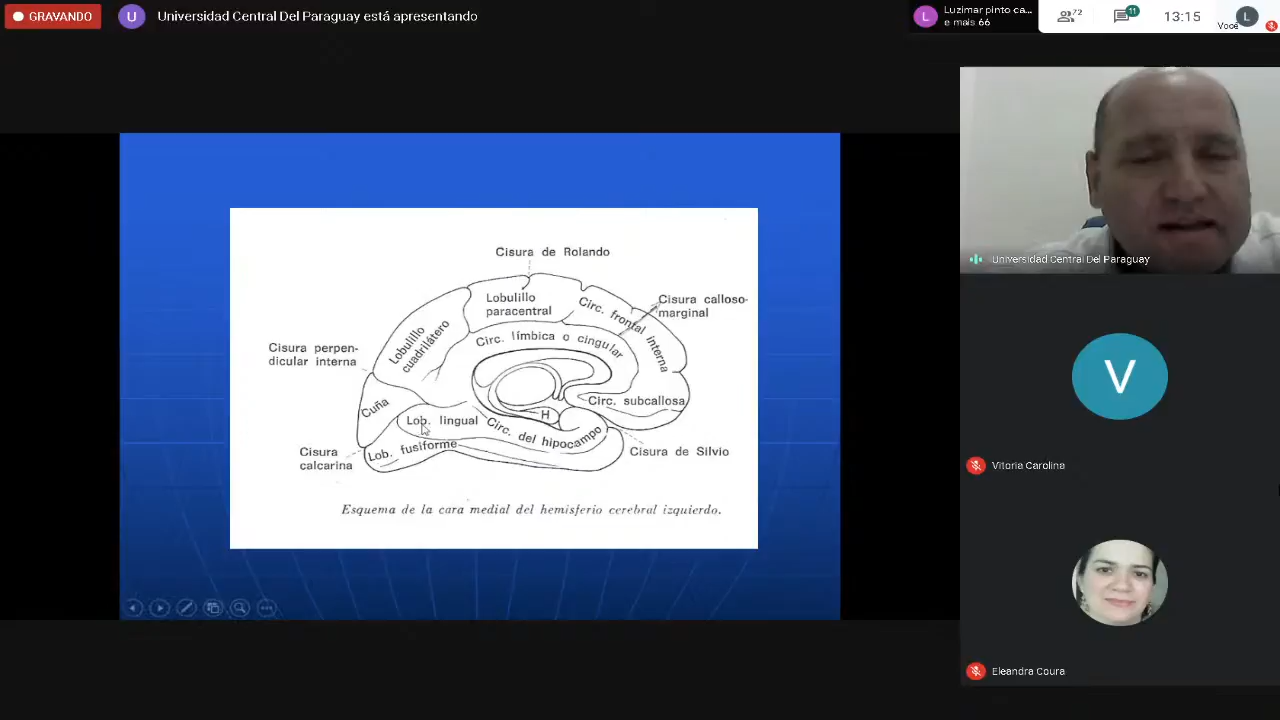 GRAVANDO
U
Universidad Central Del Paraguay está apresentando
L
Luzimar pinto ca...
e mais 66
72
11
13:15
Você
L
Universidad Central Del Paraguay
Cisura de Rolando
Lobulillo
paracentral
Circ. frontal interna
Cisura calloso-
marginal
Lobulillo
cuadrilátero
Circ. límbica o cingular
Cisura perpen-
dicular interna
Cuña
Circ. subcallosa
Lob. lingual
H
Circ. del hipocampo
Lob. fusiforme
Cisura
calcarina
Cisura de Silvio
Esquema de la cara medial del hemisferio cerebral izquierdo.
V
Vitoria Carolina
Eleandra Coura